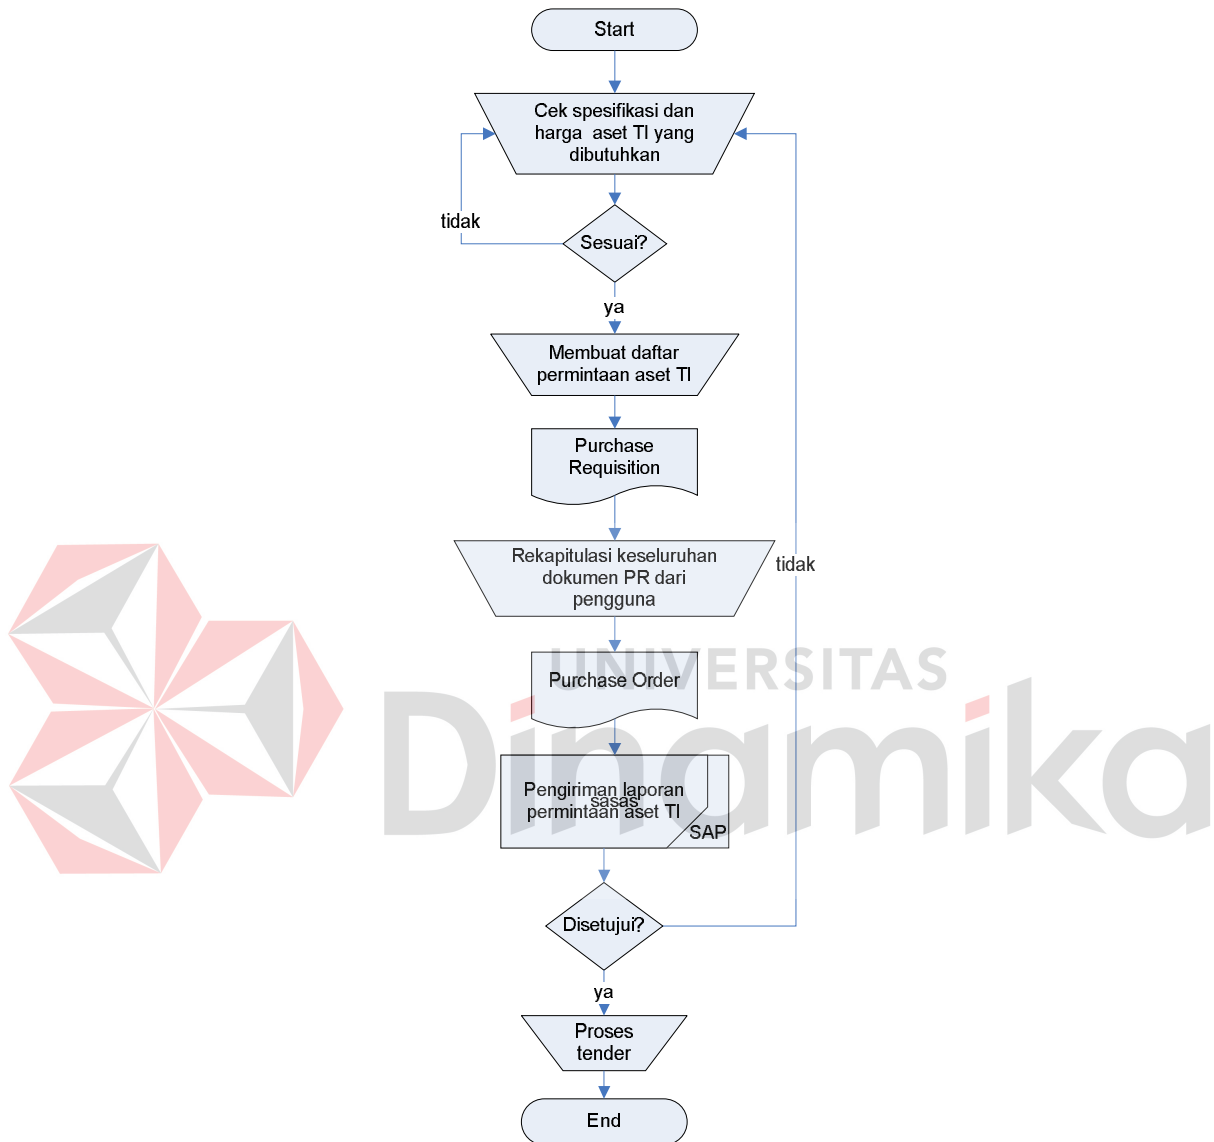 Start
Cek spesifikasi dan
harga aset TI yang
dibutuhkan
tidak
Sesuai?
ya
Membuat daftar
permintaan aset TI
Purchase
Requisition
Rekapitulasi keseluruhan
dokumen PR dari
pengguna
tidak
UNIVERSITAS
Dinamika
Purchase Order
Pengiriman laporan
sasas
permintaan aset TI
SAP
Disetujui?
ya
Proses
tender
End